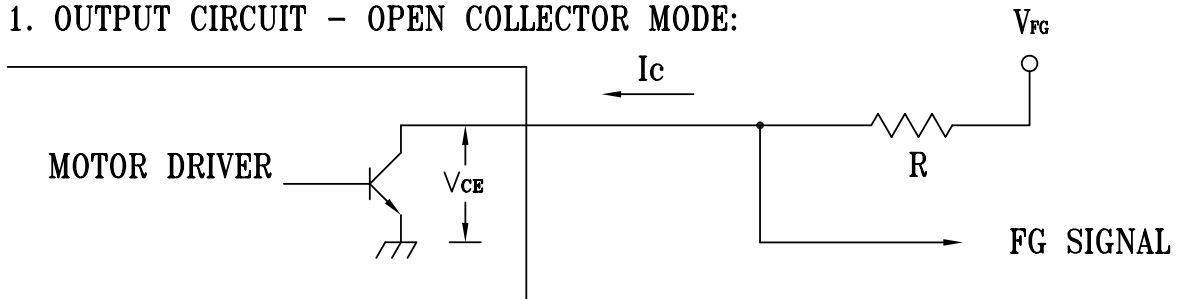 1. OUTPUT CIRCUIT - OPEN COLLECTOR MODE:
VFG
Ic
MOTOR DRIVER
VCE
R
FG SIGNAL